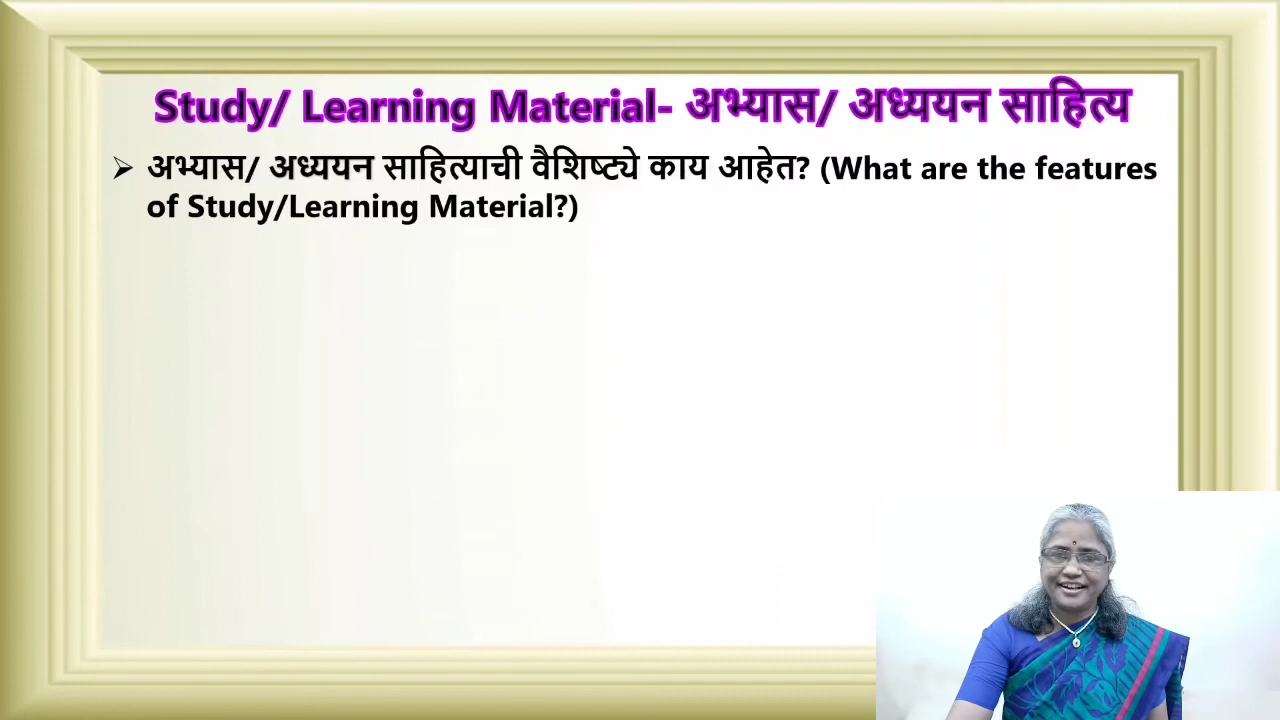 Study/ Learning Material- अभ्यास/ अध्ययन साहित्य
अभ्यास/ अध्ययन साहित्याची वैशिष्ट्ये काय आहेत? (What are the features
of Study/Learning Material?)